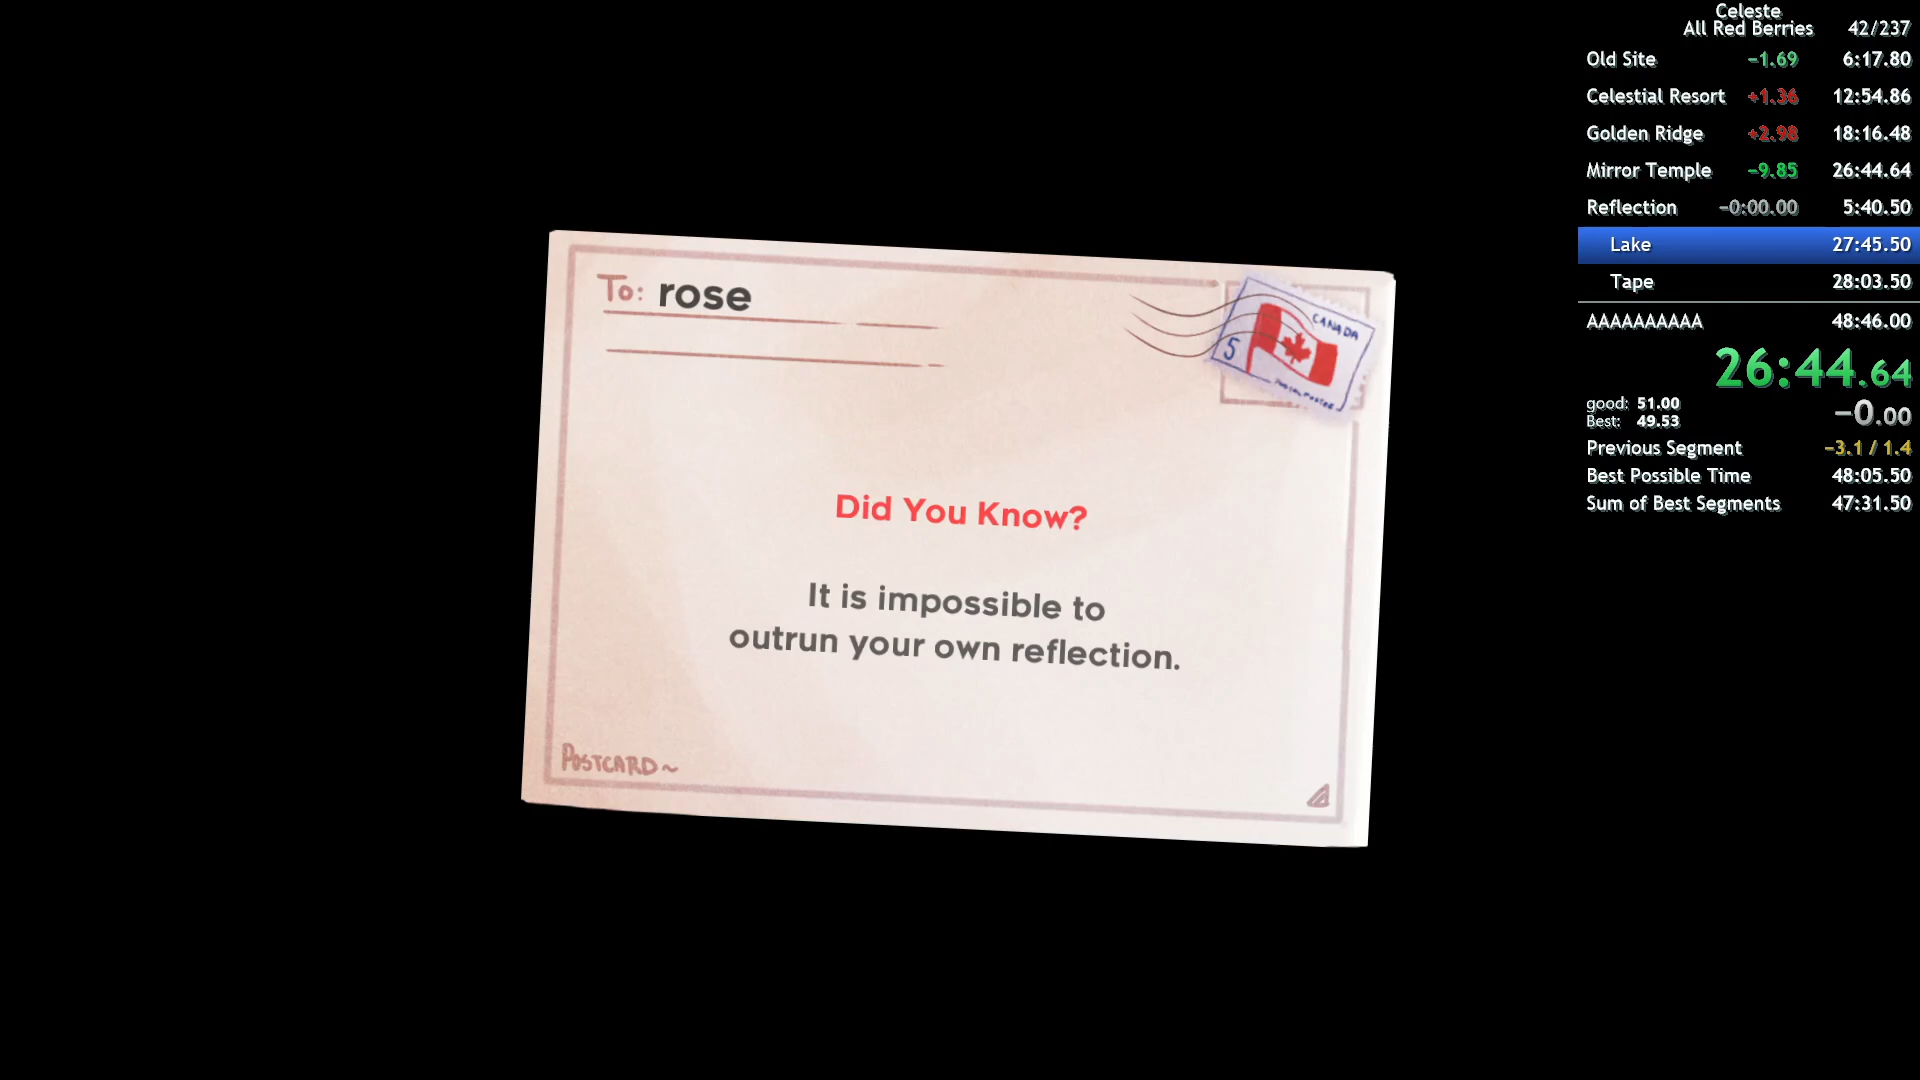 To: rose
CANADA
5
Did You Know?
It is impossible to
outrun your own reflection.
POSTCARD~
Celeste
All Red Berries 42/237
Old Site -1.69 6:17.80
Celestial Resort +1.36 12:54.86
Golden Ridge +2.98 18:16.48
Mirror Temple -9.85 26:44.64
Reflection -0:00.00 5:40.50
Lake 27:45.50
Tape 28:03.50
AAAAAAAAAA 48:46.00
26:44.64
good: 51.00 -0.00
Best: 49.53
Previous Segment -3.1 / 1.4
Best Possible Time 48:05.50
Sum of Best Segments 47:31.50